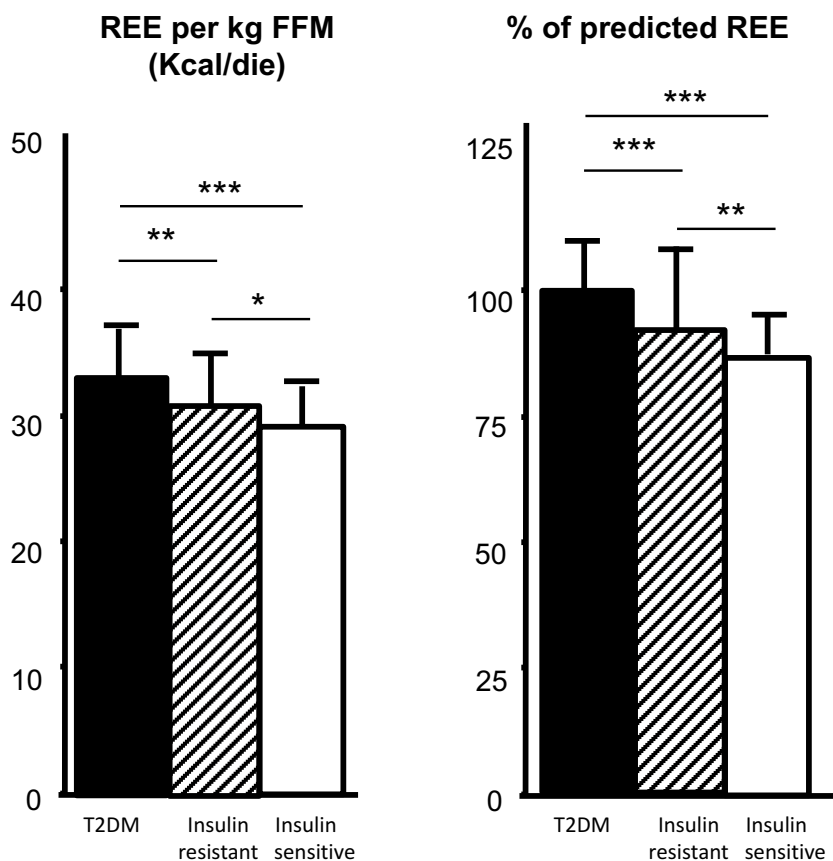 REE per kg FFM
(Kcal/die)
50
40
30
20
10
0
***
**
*
T2DM
Insulin
resistant
Insulin
sensitive
% of predicted REE
125
100
75
50
25
0
***
***
**
T2DM
Insulin
resistant
Insulin
sensitive